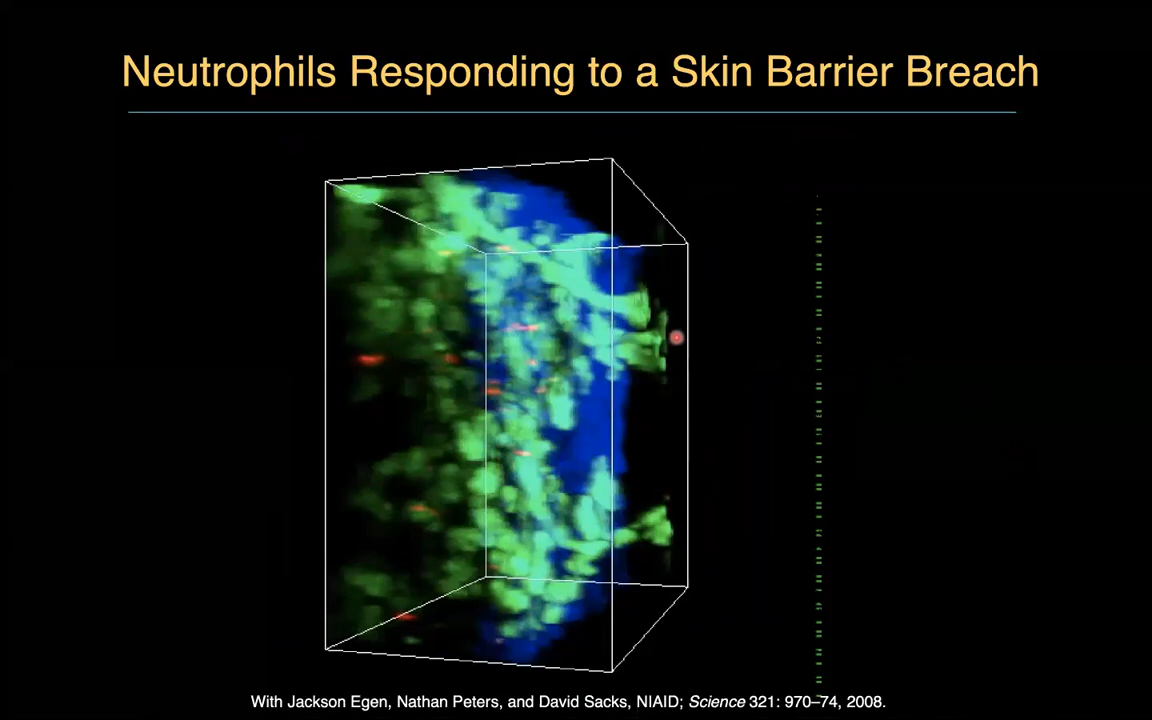 Neutrophils Responding to a Skin Barrier Breach
With Jackson Egen, Nathan Peters, and David Sacks, NIAID; Science 321: 970–74, 2008.